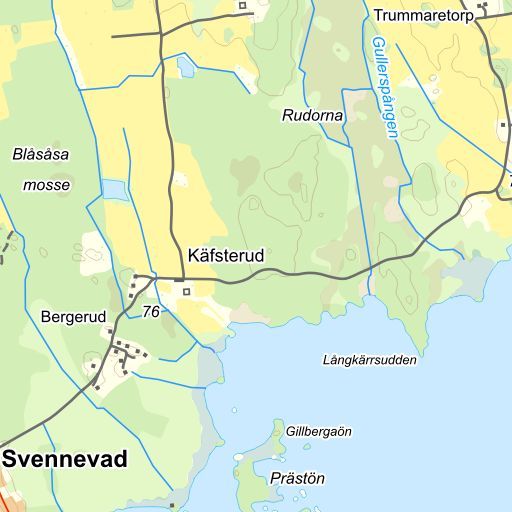 Trummaretorp
Gullerspången
Rudorna
Blåsåsa
mosse
Käfsterud
76
Bergerud
Långkärrsudden
Gillbergaön
Svennevad
Prästön